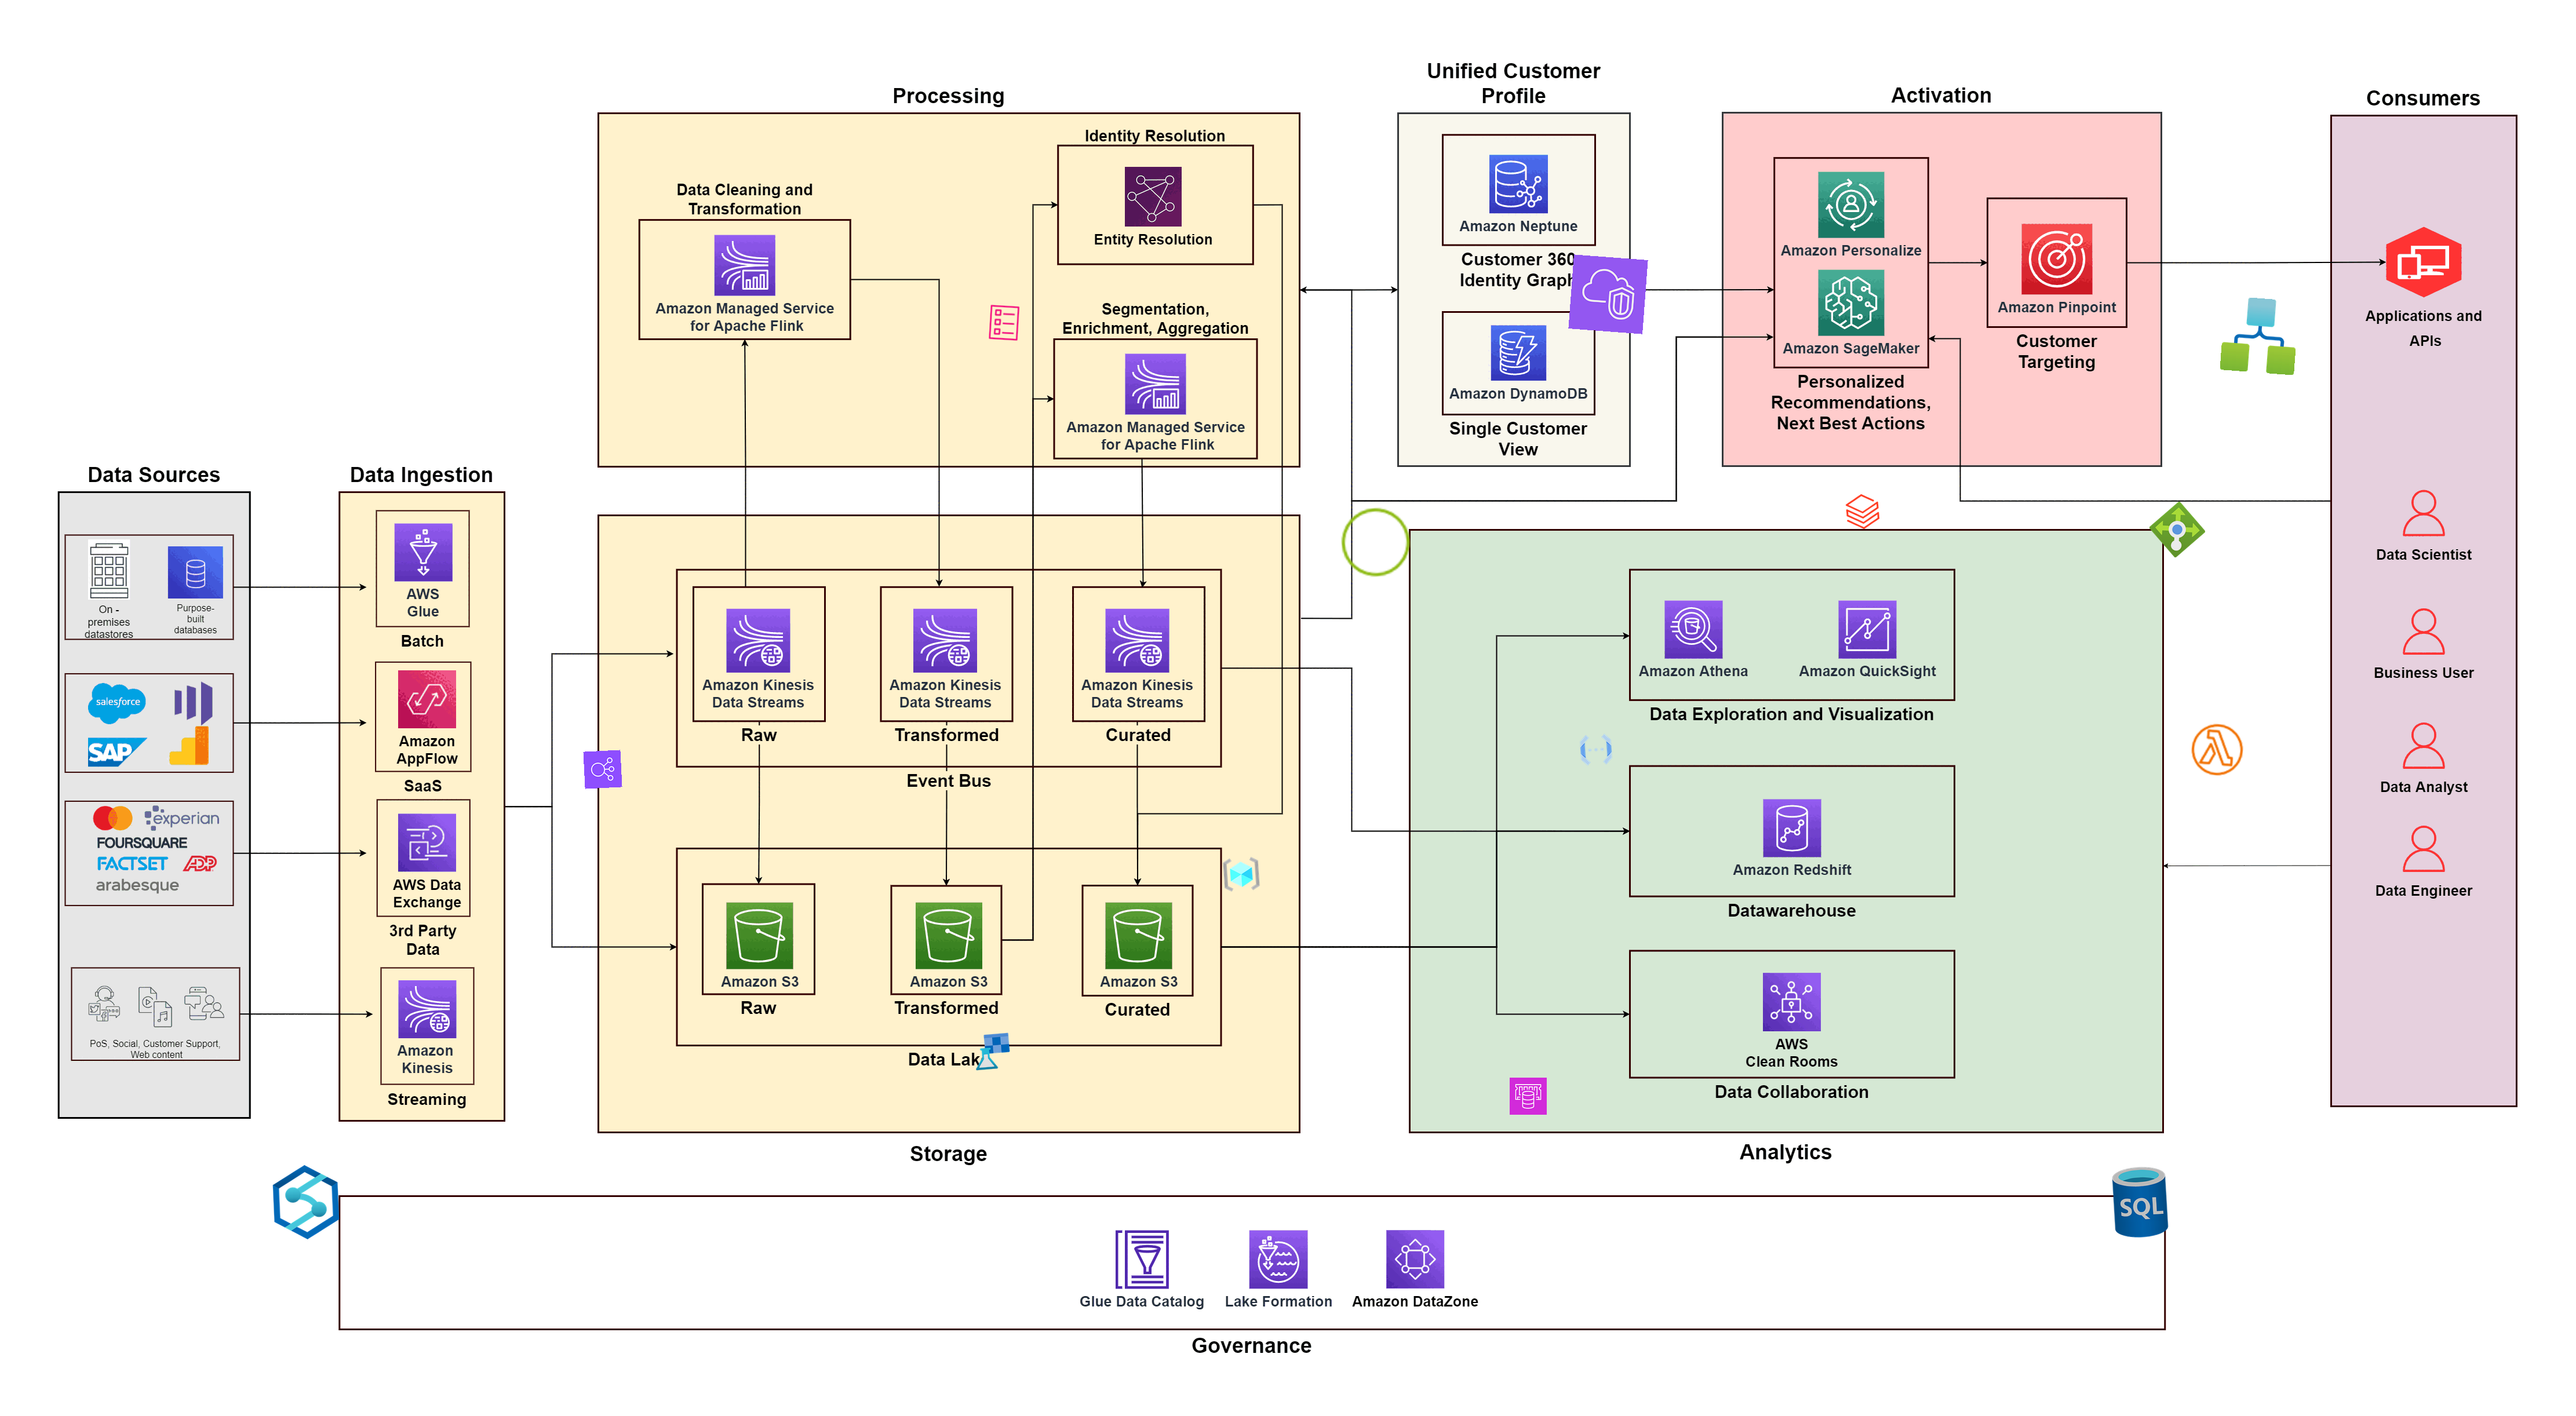 Data Sources
On -
premises
datastores
Purpose-
built
databases
salesforce
SAP
experian
FOURSQUARE
FACTSET
ADP
arabesque
PoS, Social, Customer Support,
Web content
Data Ingestion
AWS
Glue
Batch
Amazon
AppFlow
SaaS
AWS Data
Exchange
3rd Party
Data
Amazon
Kinesis
Streaming
Processing
Data Cleaning and
Transformation
Amazon Managed Service
for Apache Flink
Identity Resolution
Entity Resolution
Segmentation,
Enrichment, Aggregation
Amazon Managed Service
for Apache Flink
Amazon Kinesis
Data Streams
Raw
Amazon Kinesis
Data Streams
Transformed
Amazon Kinesis
Data Streams
Curated
Event Bus
Amazon S3
Raw
Amazon S3
Transformed
Amazon S3
Curated
Data Lak
Storage
Unified Customer
Profile
Amazon Neptune
Customer 360
Identity Graph
Amazon DynamoDB
Single Customer
View
Activation
Amazon Personalize
Amazon SageMaker
Personalized
Recommendations,
Next Best Actions
Amazon Pinpoint
Customer
Targeting
Amazon Athena
Amazon QuickSight
Data Exploration and Visualization
Amazon Redshift
Datawarehouse
AWS
Clean Rooms
Data Collaboration
Analytics
Consumers
Applications and
APIs
Data Scientist
Business User
Data Analyst
Data Engineer
SQL
Glue Data Catalog
Lake Formation
Amazon DataZone
Governance